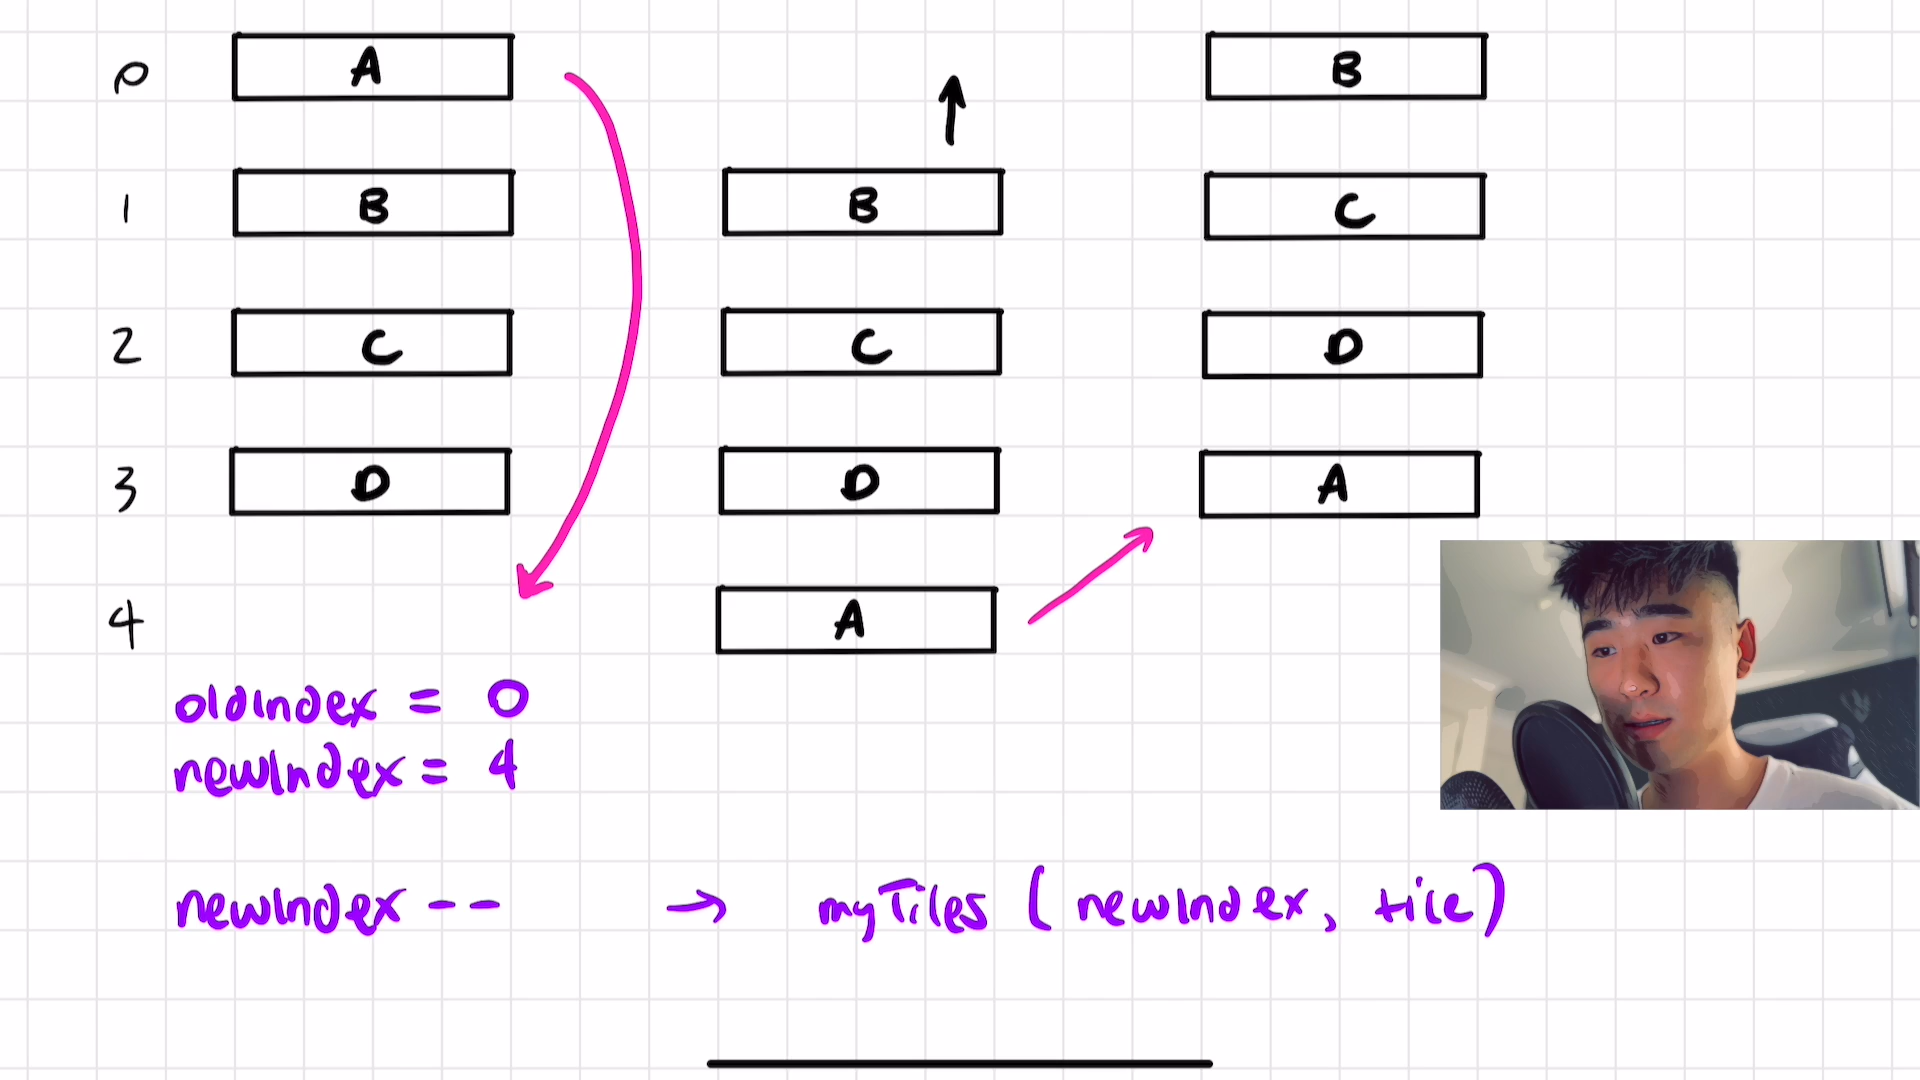 0 A B
1 B B C
2 C C D
3 D D A
4 A
oldIndex = 0
newIndex = 4
newIndex -- → myTiles (newIndex, tile)